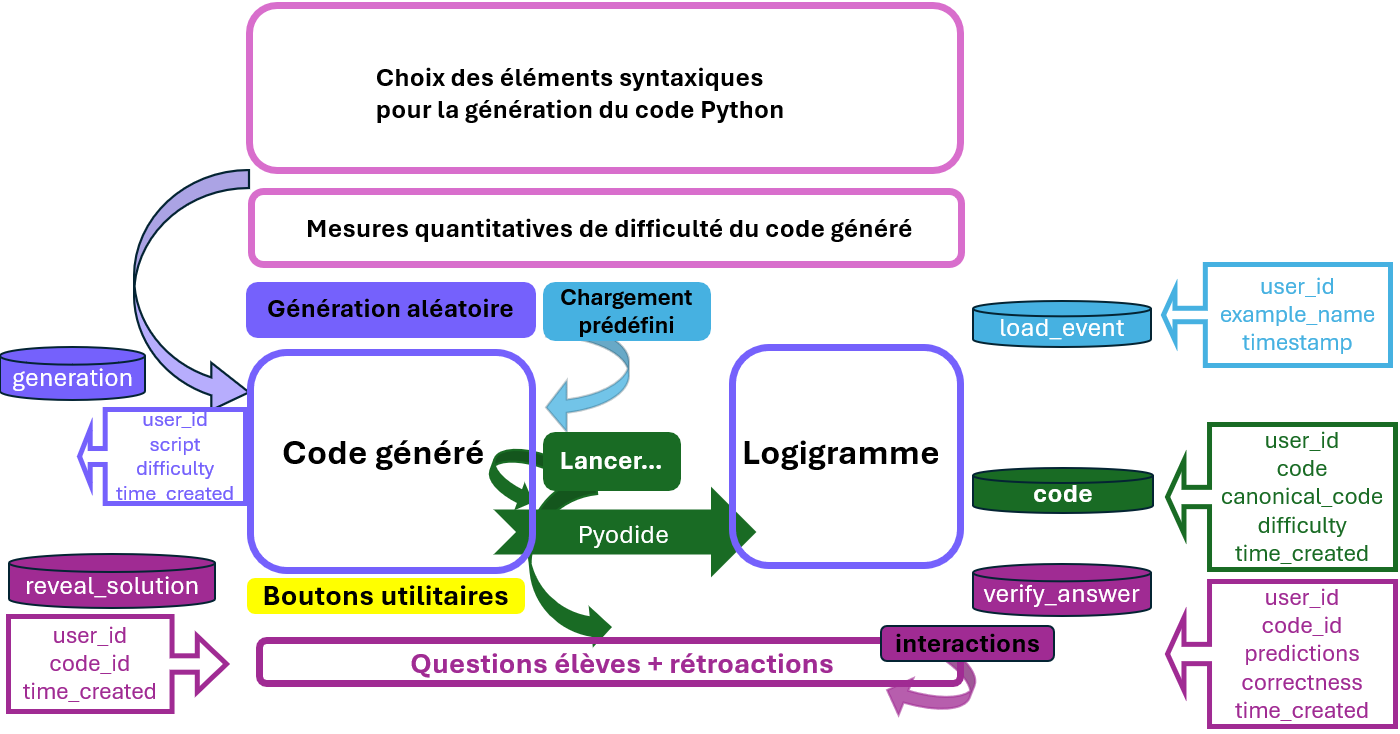 Choix des éléments syntaxiques
pour la génération du code Python
Mesures quantitatives de difficulté du code généré
Génération aléatoire
Chargement
prédéfini
generation
user_id
script
difficulty
time_created
Code généré
Lancer...
Pyodide
Logigramme
load_event
user_id
example_name
timestamp
code
user_id
code
canonical_code
difficulty
time_created
reveal_solution
user_id
code_id
time_created
Boutons utilitaires
Questions élèves + rétroactions
interactions
verify_answer
user_id
code_id
predictions
correctness
time_created